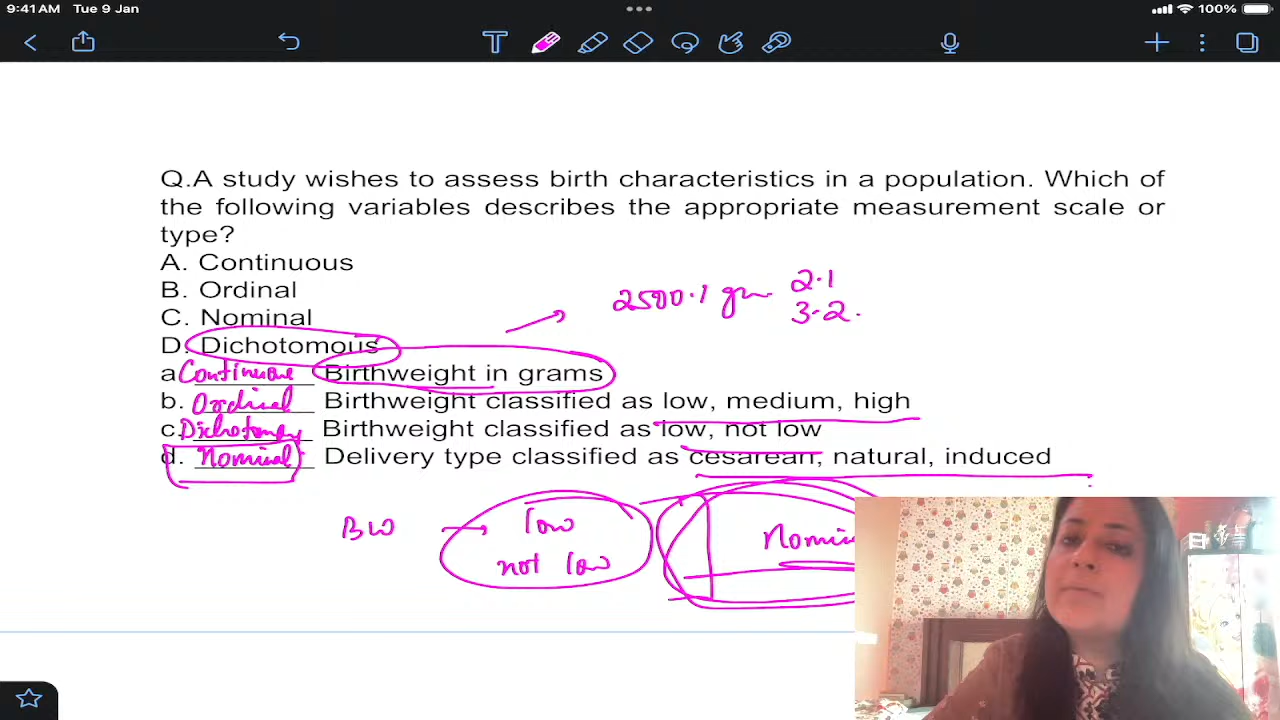 9:41 AM Tue 9 Jan 100%
T
Q.A study wishes to assess birth characteristics in a population. Which of
the following variables describes the appropriate measurement scale or
type?
A. Continuous
B. Ordinal
C. Nominal
D. Dichotomous
2500.1 gm 2.1
3.2.
a Continuous Birthweight in grams
b. Ordinal Birthweight classified as low, medium, high
c. Dichotomy Birthweight classified as low, not low
d. Nominal Delivery type classified as cesarean, natural, induced
BW low
not low